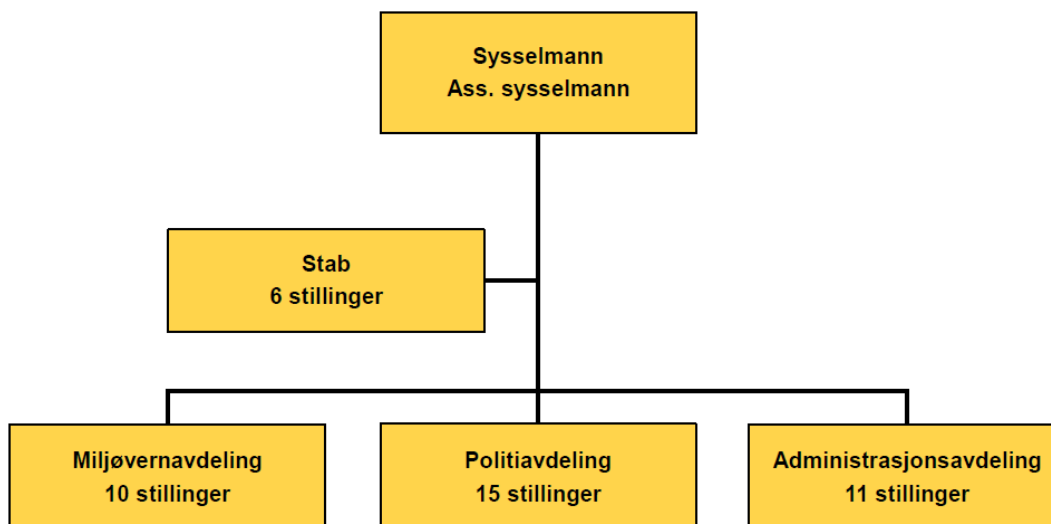 Sysselmann
Ass. sysselmann
Stab
6 stillinger
Miljøvernavdeling
10 stillinger
Politiavdeling
15 stillinger
Administrasjonsavdeling
11 stillinger